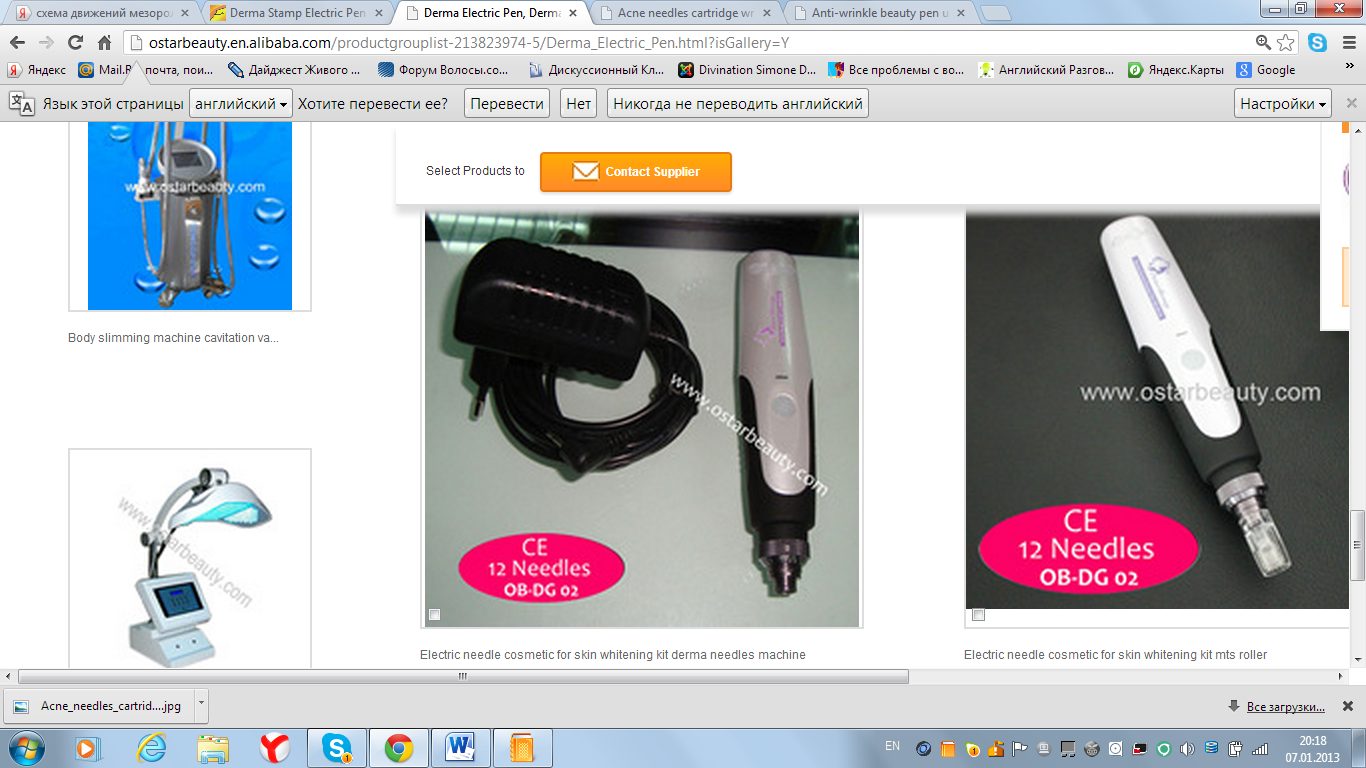 схема движений мезорол
Derma Stamp Electric Pen
Derma Electric Pen, Derma
Acne needles cartridge wr
Anti-wrinkle beauty pen u
ostarbeauty.en.alibaba.com/productgrouplist-213823974-5/Derma_Electric_Pen.html?isGallery=Y
Яндекс
Mail.R
почта, пои...
Дайджест Живого ...
Форум Волосы.со...
Дискуссионный Кл...
Divination Simone D...
Все проблемы с во...
Английский Разгов...
Яндекс.Карты
Google
Язык этой страницы
английский
Хотите перевести ее?
Перевести
Нет
Никогда не переводить английский
Настройки
Select Products to
Contact Supplier
www.ostarbeauty.com
Body slimming machine cavitation va...
www.ostarbeauty.com
www.ostarbeauty.com
CE
12 Needles
OB-DG 02
Electric needle cosmetic for skin whitening kit derma needles machine
www.ostarbeauty.com
CE
12 Needles
OB-DG 02
Electric needle cosmetic for skin whitening kit mts roller
Acne_needles_cartrid....jpg
Все загрузки...
EN
20:18
07.01.2013